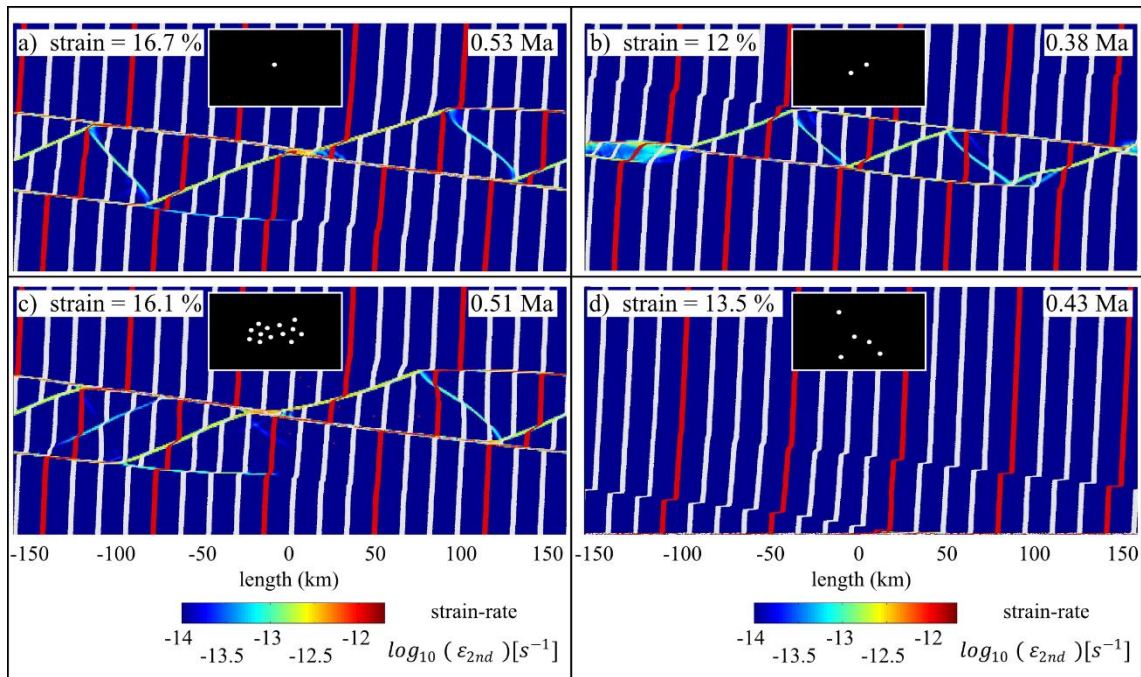 a) strain = 16.7 % 0.53 Ma
b) strain = 12 % 0.38 Ma
c) strain = 16.1 % 0.51 Ma
d) strain = 13.5 % 0.43 Ma
-150 -100 -50 0 50 100 150
-150 -100 -50 0 50 100 150
length (km)
length (km)
strain-rate
strain-rate
-14 -13 -12
-13.5 -12.5
log₁₀ ( ε₂ₙd )[s⁻¹]
-14 -13 -12
-13.5 -12.5
log₁₀ ( ε₂ₙd )[s⁻¹]